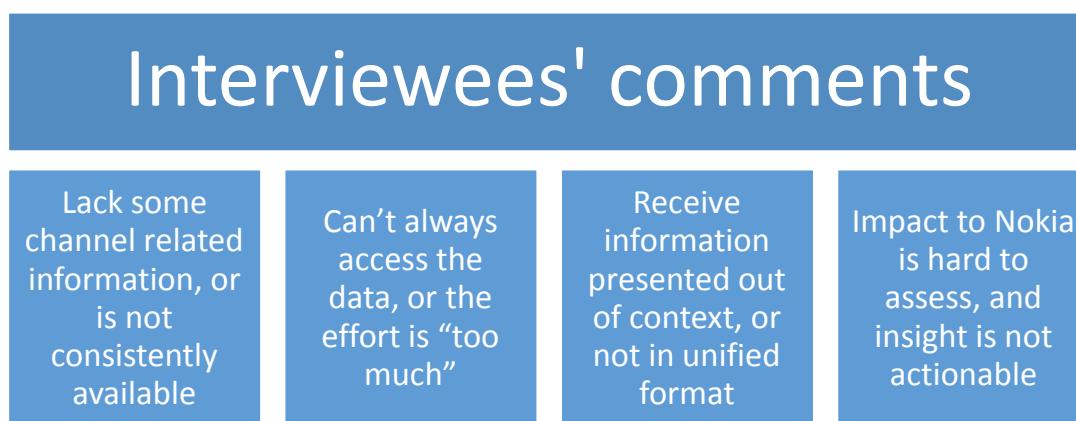 Interviewees' comments
Lack some
channel related
information, or
is not
consistently
available
Can’t always
access the
data, or the
effort is “too
much”
Receive
information
presented out
of context, or
not in unified
format
Impact to Nokia
is hard to
assess, and
insight is not
actionable